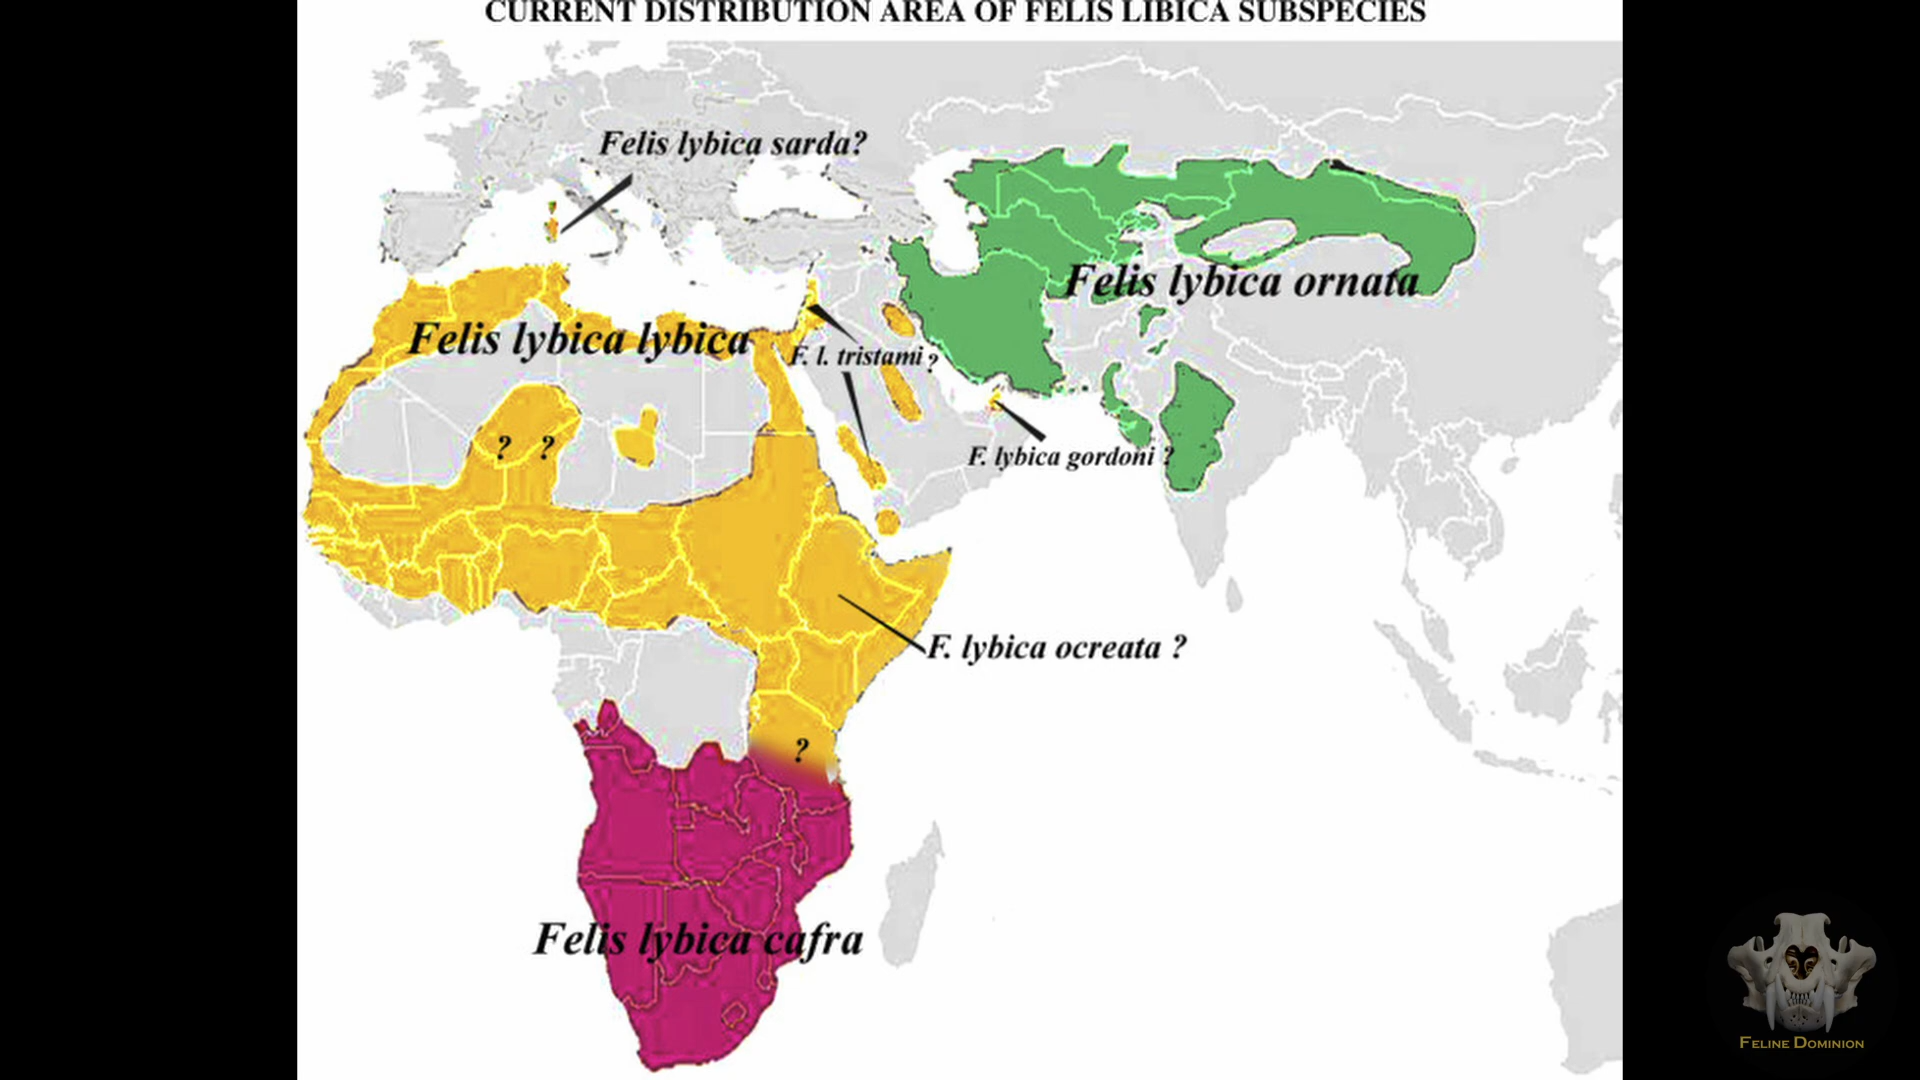 CURRENT DISTRIBUTION AREA OF FELIS LIBICA SUBSPECIES
Felis lybica sarda?
Felis lybica ornata
Felis lybica lybica
F. l. tristami ?
? ?
F. lybica gordoni ?
F. lybica ocreata ?
?
Felis lybica cafra
FELINE DOMINION